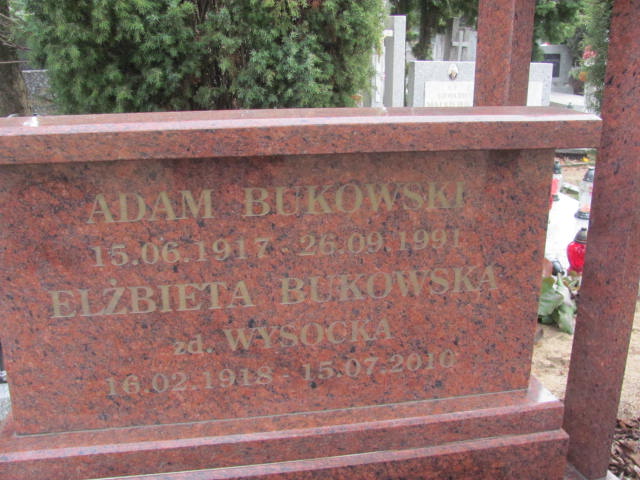 ADAM BUKOWSKI
15.06.1917 - 26.09.1991
ELŻBIETA BUKOWSKA
zd. WYSOCKA
16.02.1918 - 15.07.2010